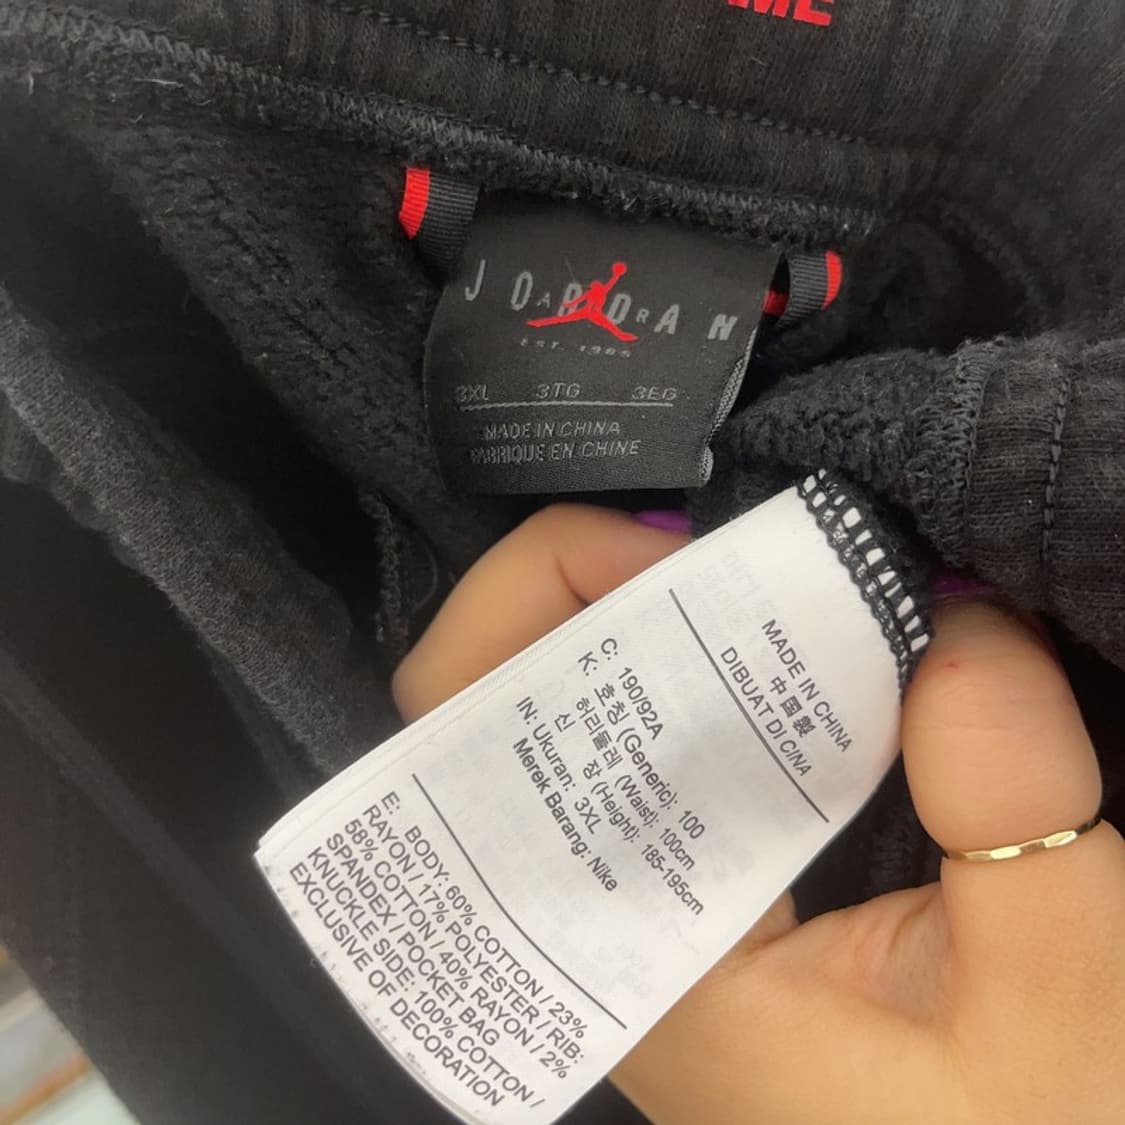 ME
JORDAN
AIR
EST. 1985
3XL 3TG 3EG
MADE IN CHINA
FABRIQUE EN CHINE
MADE IN CHINA
中國製
DIBUAT DI CINA
C: 190/92A
K: 호칭 (Generic): 100
허리둘레 (Waist): 100cm
신 장 (Height): 185-195cm
IN: Ukuran: 3XL
Merek Barang: Nike
E: BODY: 60% COTTON / 23%
RAYON / 17% POLYESTER / RIB:
58% COTTON / 40% RAYON / 2%
SPANDEX / POCKET BAG
KNUCKLE SIDE: 100% COTTON /
EXCLUSIVE OF DECORATION